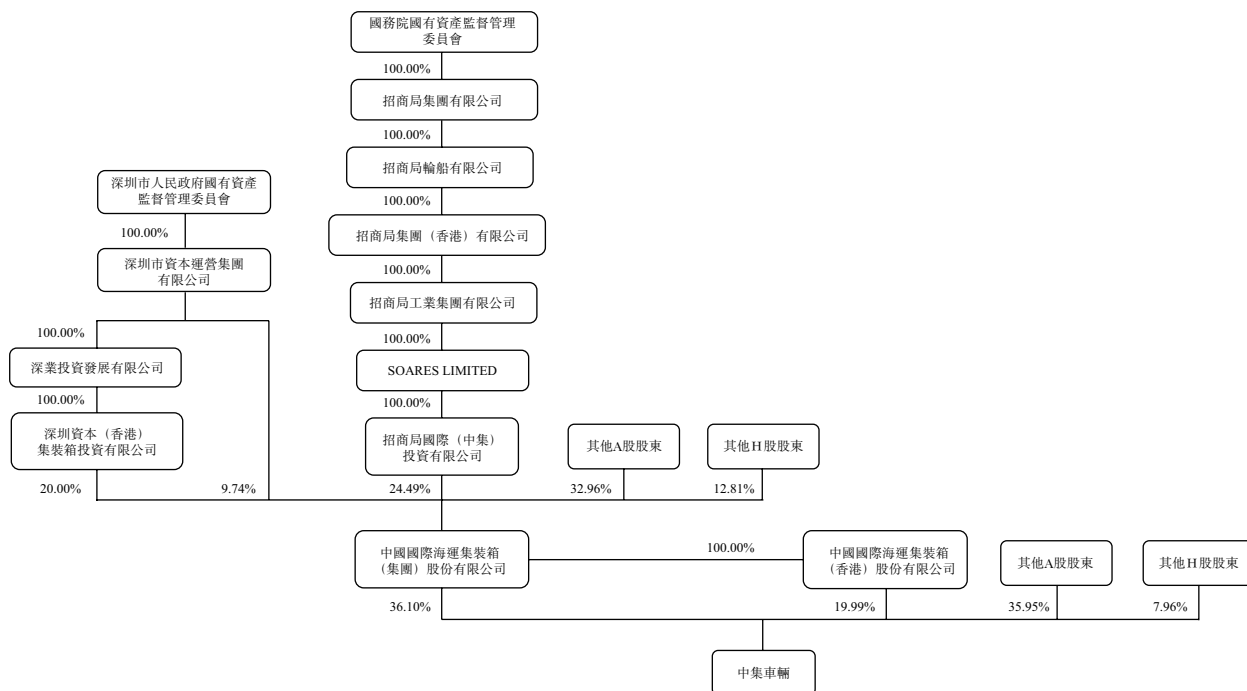 國務院國有資產監督管理
委員會
100.00%
招商局集團有限公司
100.00%
招商局輪船有限公司
深圳市人民政府國有資產
監督管理委員會
100.00%
招商局集團（香港）有限公司
100.00%
深圳市資本運營集團
有限公司
100.00%
招商局工業集團有限公司
100.00%
100.00%
深業投資發展有限公司
SOARES LIMITED
100.00%
100.00%
深圳資本（香港）
集裝箱投資有限公司
招商局國際（中集）
投資有限公司
其他A股股東
其他H股股東
20.00%
9.74%
24.49%
32.96%
12.81%
中國國際海運集裝箱
（集團）股份有限公司
100.00%
中國國際海運集裝箱
（香港）股份有限公司
其他A股股東
其他H股股東
36.10%
19.99%
35.95%
7.96%
中集車輛